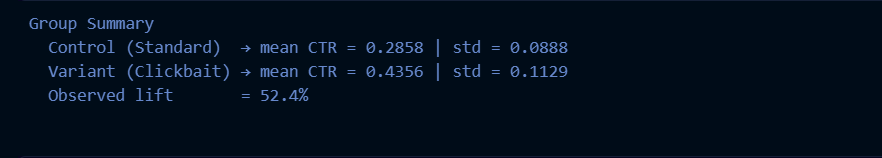 Group Summary
Control (Standard) → mean CTR = 0.2858 | std = 0.0888
Variant (Clickbait) → mean CTR = 0.4356 | std = 0.1129
Observed lift = 52.4%